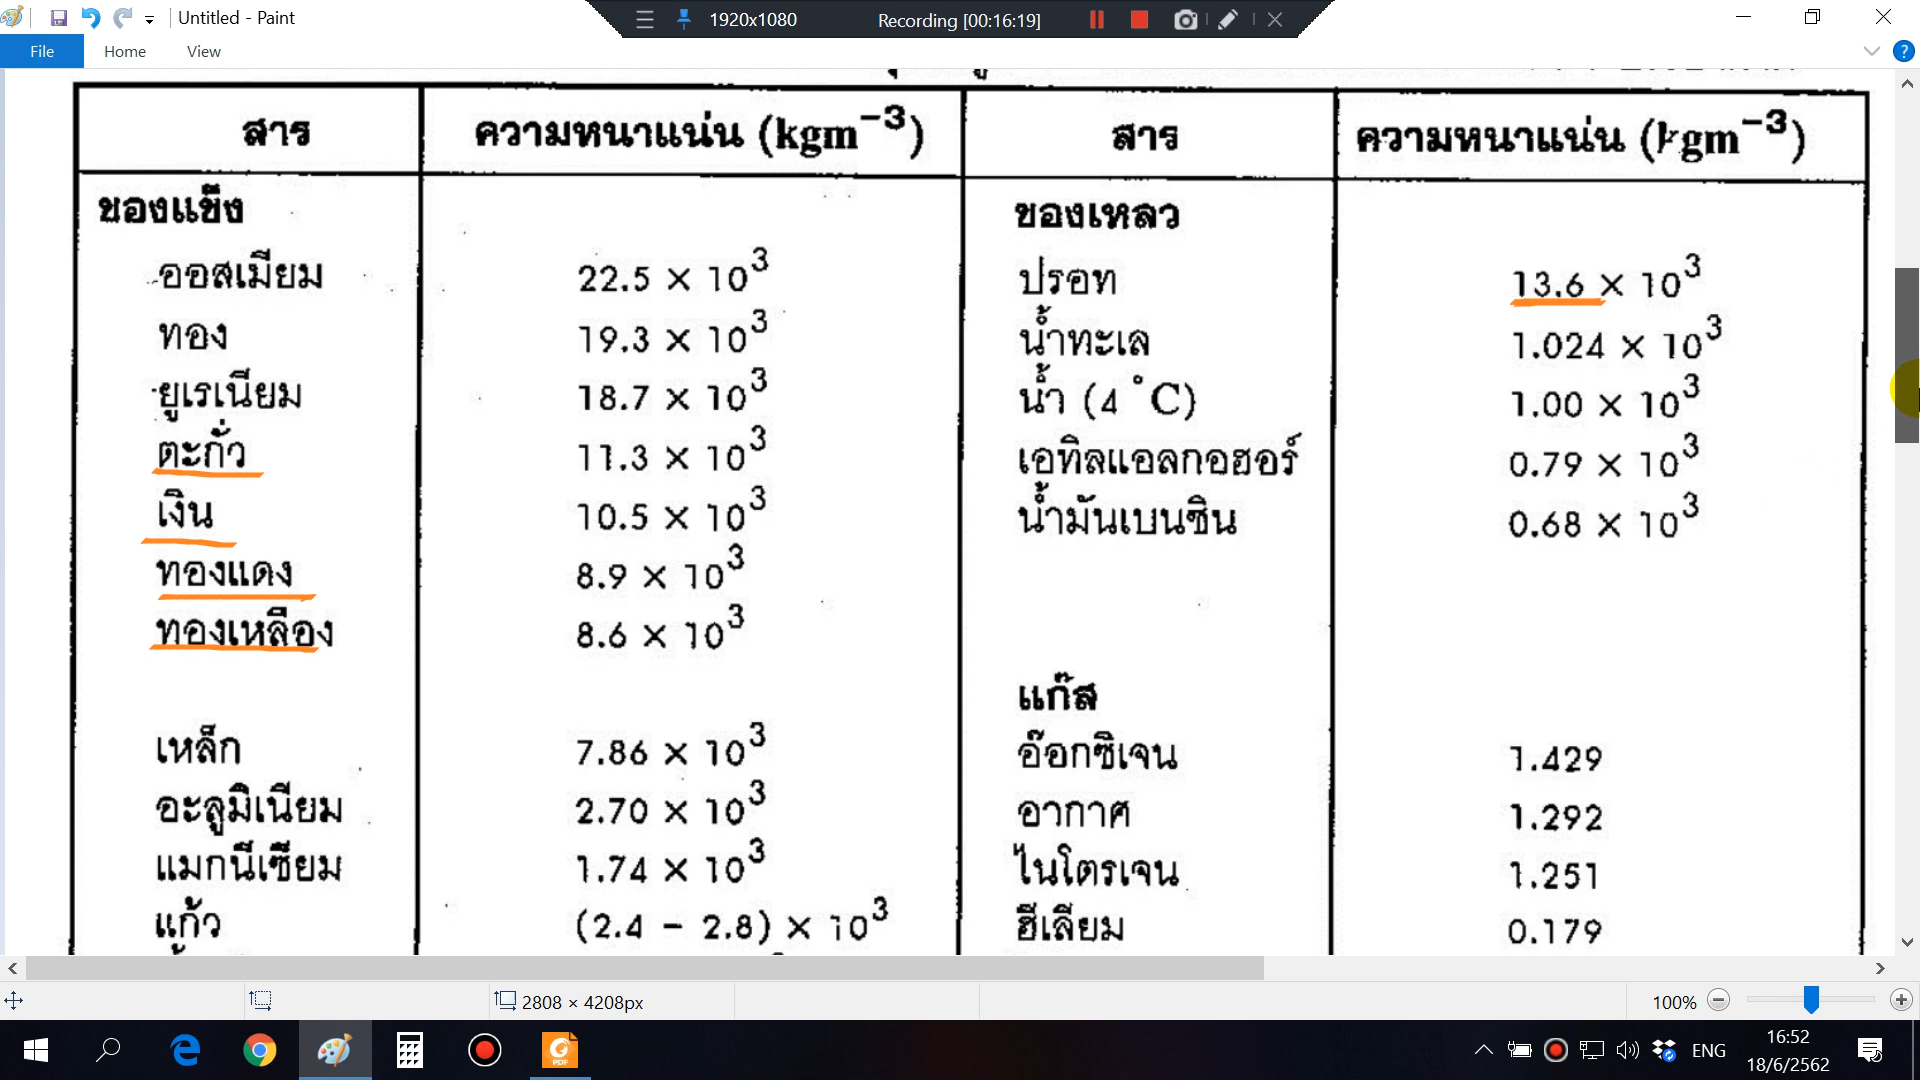 Untitled - Paint
1920x1080
Recording [00:16:19]
File
Home
View
?
สาร
ความหนาแน่น (kgm⁻³)
สาร
ความหนาแน่น (kgm⁻³)
ของแข็ง
ของเหลว
ออสเมียม
22.5 × 10³
ปรอท
13.6 × 10³
ทอง
19.3 × 10³
น้ำทะเล
1.024 × 10³
ยูเรเนียม
18.7 × 10³
น้ำ (4 °C)
1.00 × 10³
ตะกั่ว
11.3 × 10³
เอทิลแอลกอฮอร์
0.79 × 10³
เงิน
10.5 × 10³
น้ำมันเบนซิน
0.68 × 10³
ทองแดง
8.9 × 10³
ทองเหลือง
8.6 × 10³
แก๊ส
เหล็ก
7.86 × 10³
อ๊อกซิเจน
1.429
อะลูมิเนียม
2.70 × 10³
อากาศ
1.292
แมกนีเซียม
1.74 × 10³
ไนโตรเจน
1.251
แก้ว
(2.4 – 2.8) × 10³
ฮีเลียม
0.179
2808 × 4208px
100%
PDF
ENG
16:52
18/6/2562